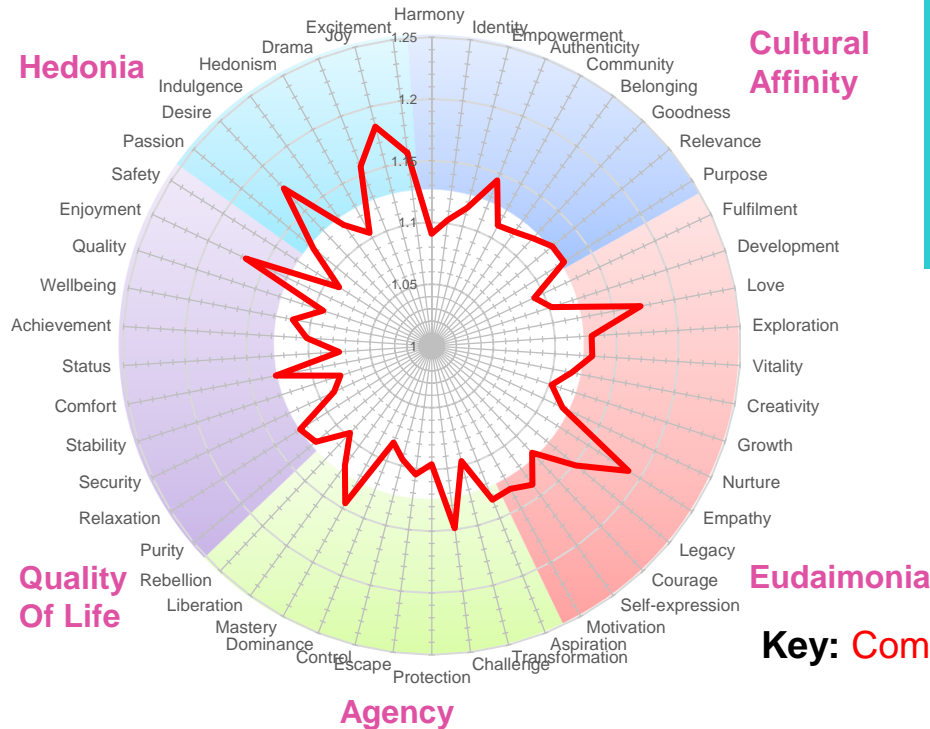 Hedonia
Cultural
Affinity
Harmony
Identity
Empowerment
Authenticity
Community
Belonging
Goodness
Relevance
Purpose
Fulfilment
Development
Love
Exploration
Vitality
Creativity
Growth
Nurture
Empathy
Legacy
Courage
Self-expression
Motivation
Aspiration
Transformation
Challenge
Protection
Escape
Control
Dominance
Mastery
Liberation
Rebellion
Purity
Relaxation
Security
Stability
Comfort
Status
Achievement
Wellbeing
Quality
Enjoyment
Safety
Passion
Desire
Indulgence
Hedonism
Drama
Joy
Excitement
1.25
1.2
1.15
1.1
1.05
1
Quality
Of Life
Eudaimonia
Key: Com
Agency